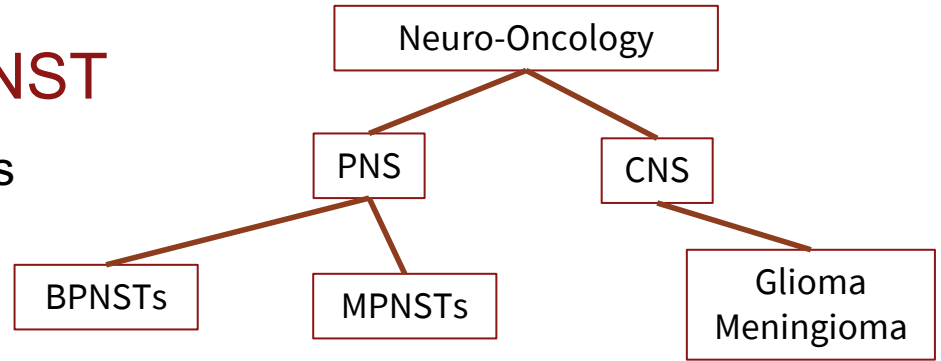 Neuro-Oncology
NST
PNS
CNS
s
BPNSTs
MPNSTs
Glioma
Meningioma